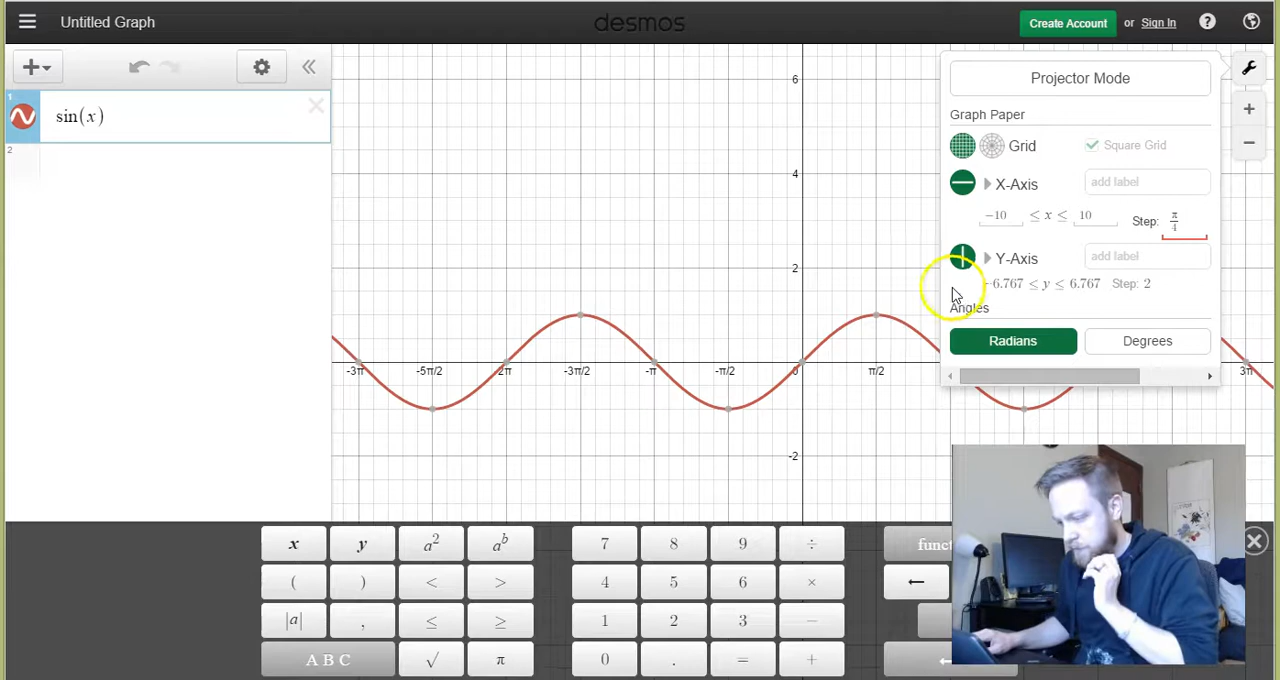 Untitled Graph
desmos
Create Account or Sign In ?
Projector Mode
1
sin(x)
2
Graph Paper
Grid
Square Grid
X-Axis
add label
−10 ≤ x ≤ 10 Step: π/4
Y-Axis
add label
−6.767 ≤ y ≤ 6.767 Step: 2
Angles
Radians
Degrees
6
4
2
-3π -5π/2 -2π -3π/2 -π -π/2 0 π/2 3π
-2
x y a² aᵇ 7 8 9 ÷ funct
( ) < > 4 5 6 × ←
|a| , ≤ ≥ 1 2 3 −
A B C √ π 0 . = +